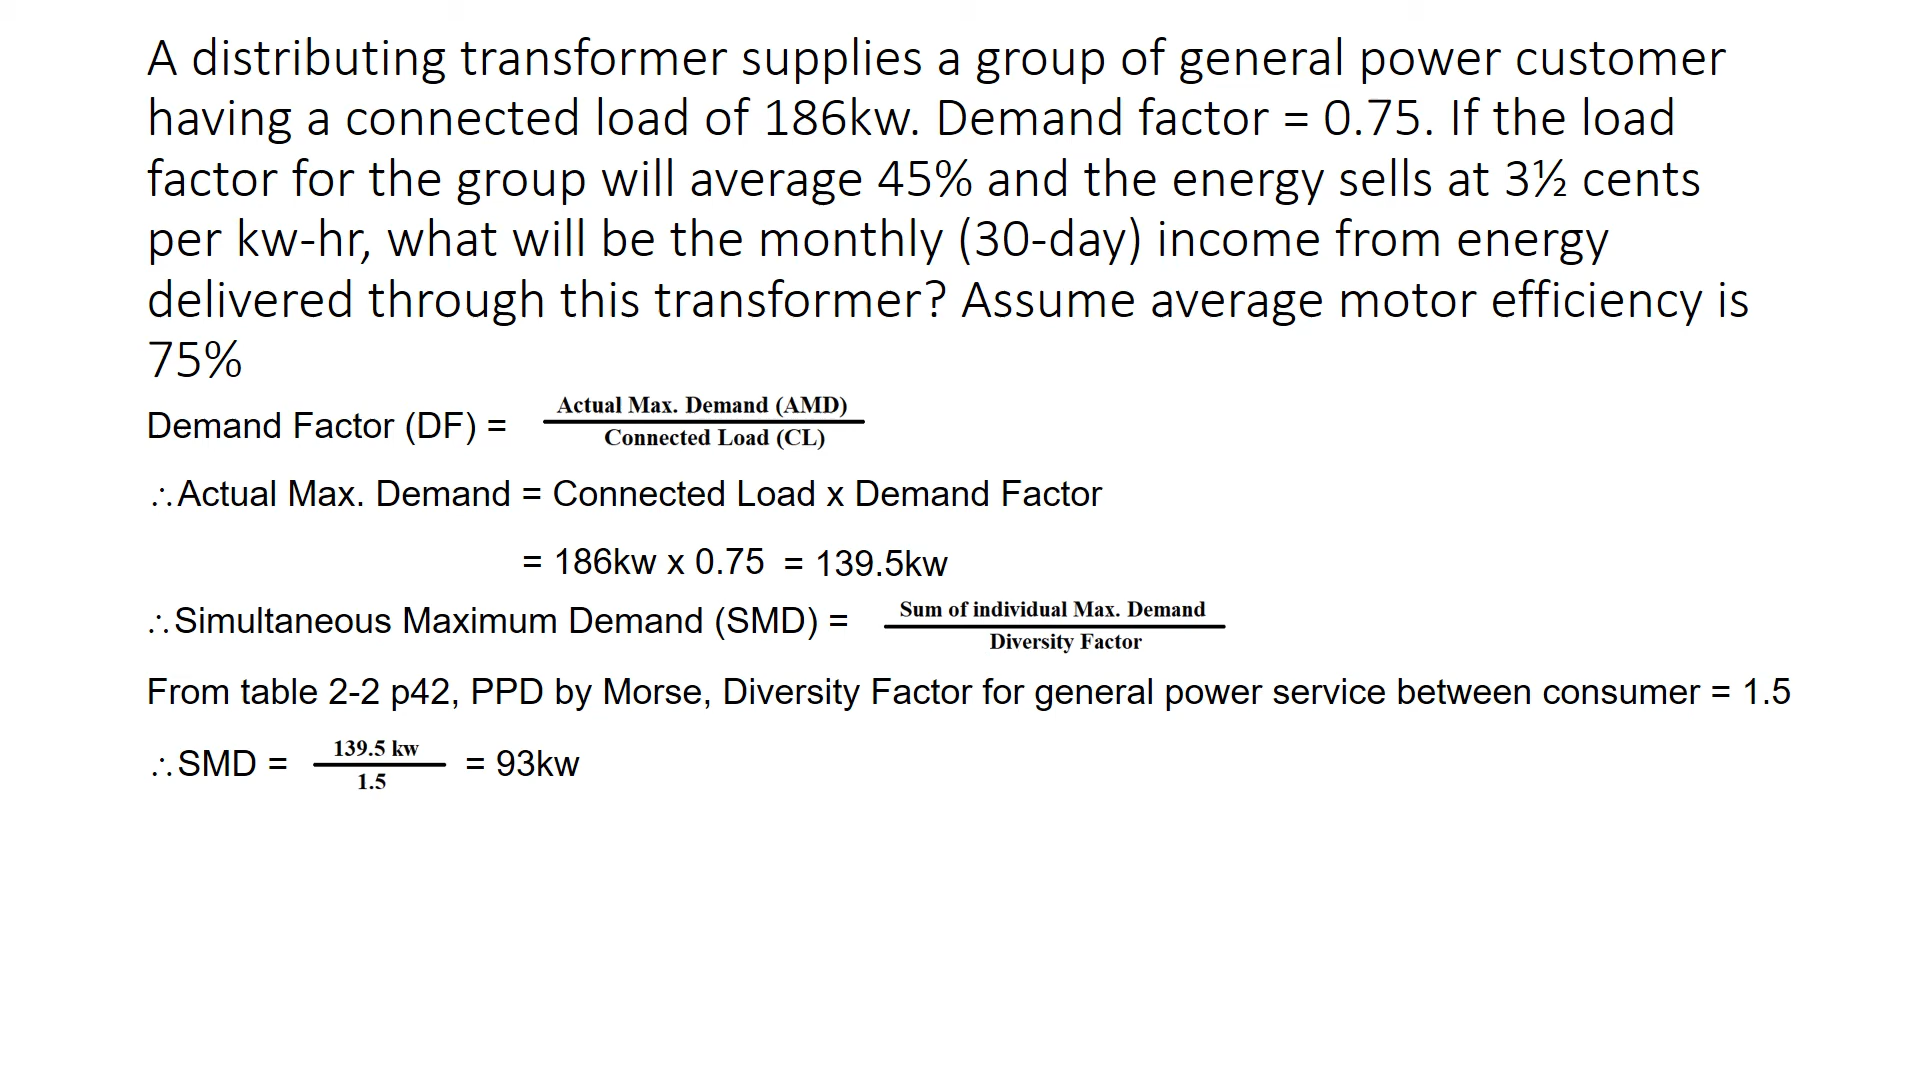 A distributing transformer supplies a group of general power customer
having a connected load of 186kw. Demand factor = 0.75. If the load
factor for the group will average 45% and the energy sells at 3½ cents
per kw-hr, what will be the monthly (30-day) income from energy
delivered through this transformer? Assume average motor efficiency is
75%
Demand Factor (DF) = Actual Max. Demand (AMD)
Connected Load (CL)
∴Actual Max. Demand = Connected Load x Demand Factor
= 186kw x 0.75 = 139.5kw
∴Simultaneous Maximum Demand (SMD) = Sum of individual Max. Demand
Diversity Factor
From table 2-2 p42, PPD by Morse, Diversity Factor for general power service between consumer = 1.5
∴SMD = 139.5 kw
1.5
= 93kw